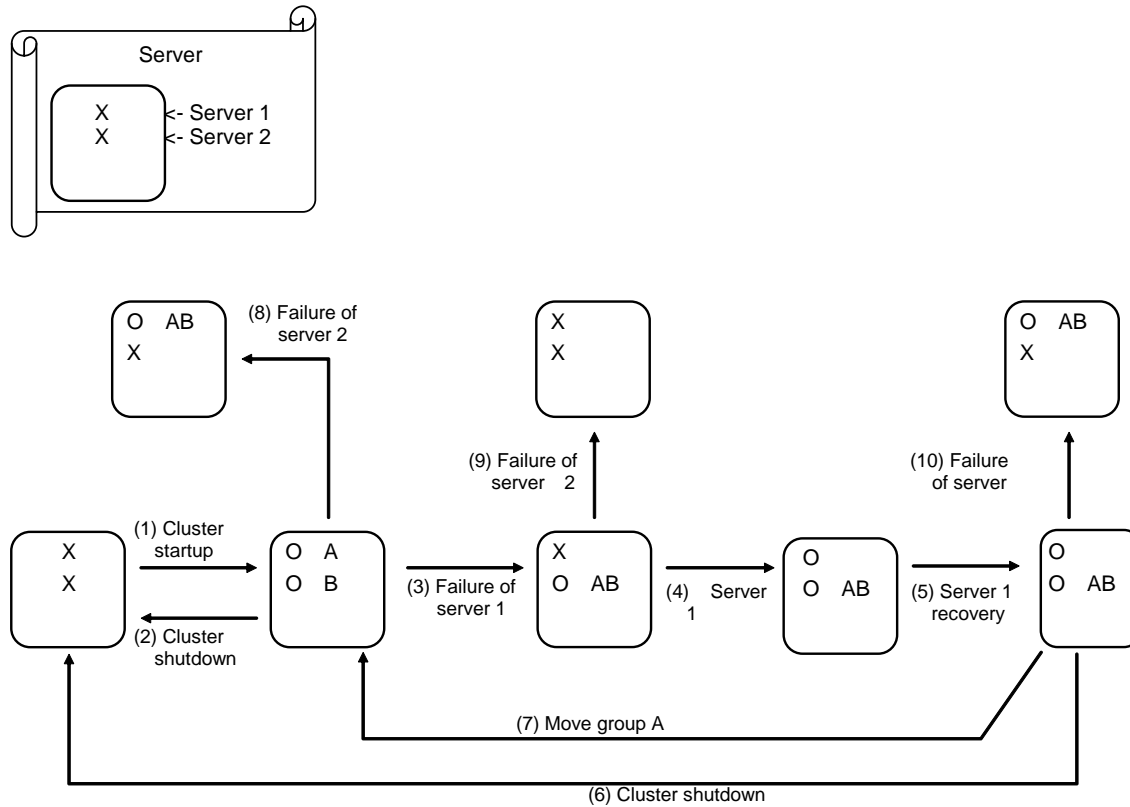 Server
X <- Server 1
X <- Server 2
O AB
X
(8) Failure of
server 2
X
X
O AB
X
(9) Failure of
server 2
(10) Failure
of server
X
X
(1) Cluster
startup
(2) Cluster
shutdown
O A
O B
(3) Failure of
server 1
X
O AB
(4) Server
1
O
O AB
(5) Server 1
recovery
O
O AB
(7) Move group A
(6) Cluster shutdown